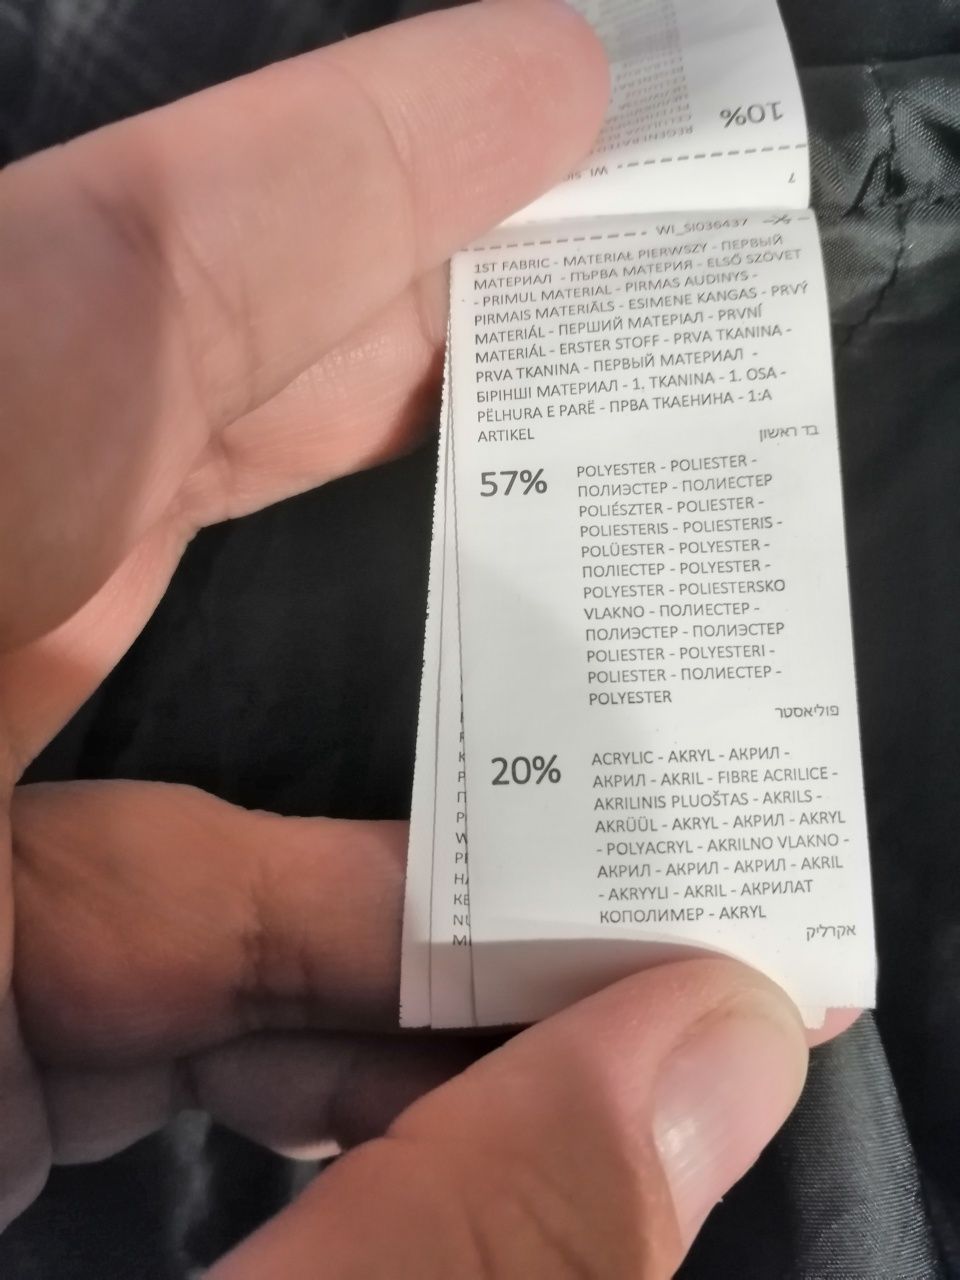 10%
7
WI_SI036437
1ST FABRIC - MATERIAŁ PIERWSZY - ПЕРВЫЙ
МАТЕРИАЛ - ПЪРВА МАТЕРИЯ - ELSŐ SZÖVET
- PRIMUL MATERIAL - PIRMAS AUDINYS -
PIRMAIS MATERIĀLS - ESIMENE KANGAS - PRVÝ
MATERIÁL - ПЕРШИЙ МАТЕРІАЛ - PRVNÍ
MATERIÁL - ERSTER STOFF - PRVA TKANINA -
PRVA TKANINA - ПЕРВЫЙ МАТЕРИАЛ -
БІРІНШІ МАТЕРИАЛ - 1. TKANINA - 1. OSA -
PËLHURA E PARË - ПРВА ТКАЕНИНА - 1:A
ARTIKEL
בד ראשון
57%
POLYESTER - POLIESTER -
ПОЛИЭСТЕР - ПОЛИЕСТЕР
POLIÉSZTER - POLIESTER -
POLIESTERIS - POLIESTERIS -
POLÜESTER - POLYESTER -
ПОЛІЕСТЕР - POLYESTER -
POLYESTER - POLIESTERSKO
VLAKNO - ПОЛИЕСТЕР -
ПОЛИЭСТЕР - ПОЛИЭСТЕР
POLIESTER - POLYESTERI -
POLIESTER - ПОЛИЕСТЕР -
POLYESTER
פוליאסטר
20%
ACRYLIC - AKRYL - АКРИЛ -
АКРИЛ - AKRIL - FIBRE ACRILICE -
AKRILINIS PLUOŠTAS - AKRILS -
AKRÜÜL - AKRYL - АКРИЛ - AKRYL
- POLYACRYL - AKRILNO VLAKNO -
АКРИЛ - АКРИЛ - АКРИЛ - AKRIL
- AKRYYLI - AKRIL - АКРИЛАТ
КОПОЛИМЕР - AKRYL
אקרליק